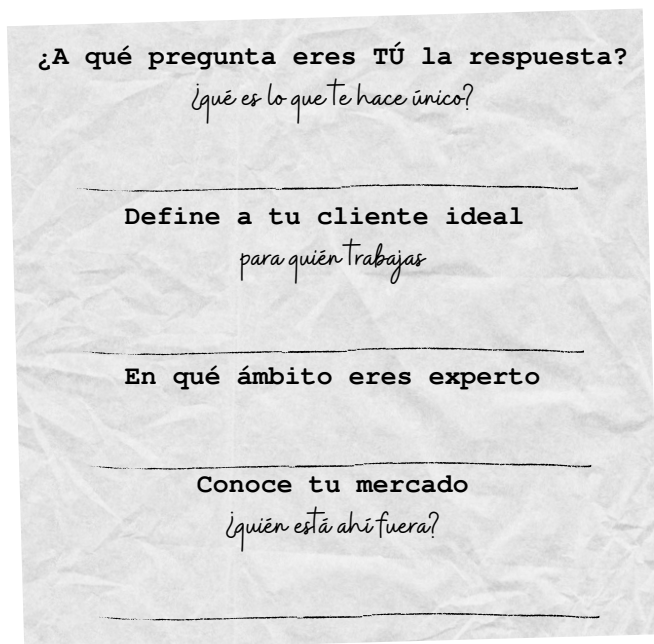 ¿A qué pregunta eres TÚ la respuesta?
¿qué es lo que te hace único?
Define a tu cliente ideal
para quién trabajas
En qué ámbito eres experto
Conoce tu mercado
¿quién está ahí fuera?